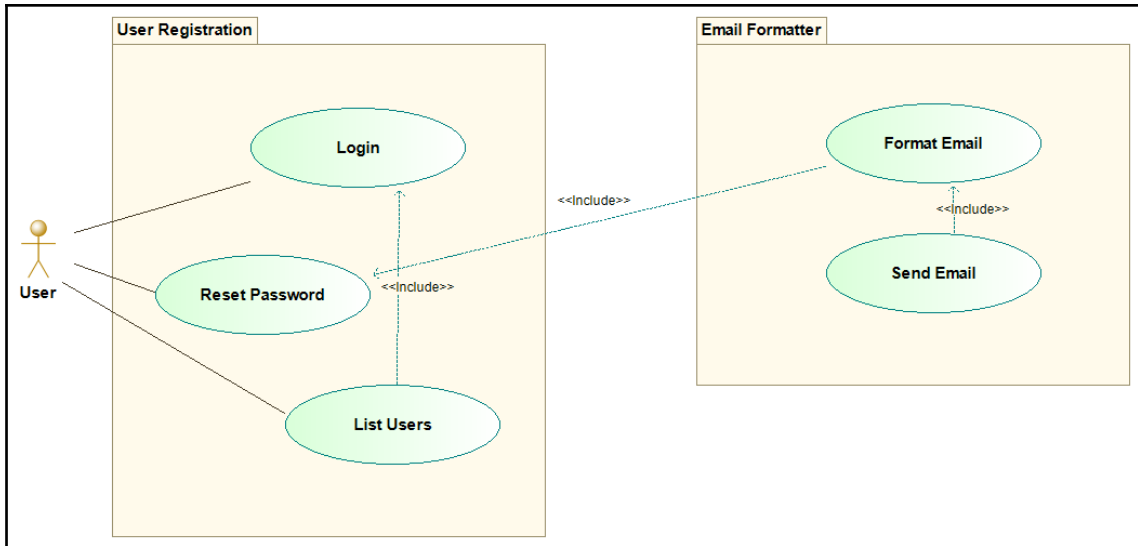 User Registration
Email Formatter
Login
Format Email
<<Include>>
<<Include>>
Send Email
User
Reset Password
<<Include>>
List Users